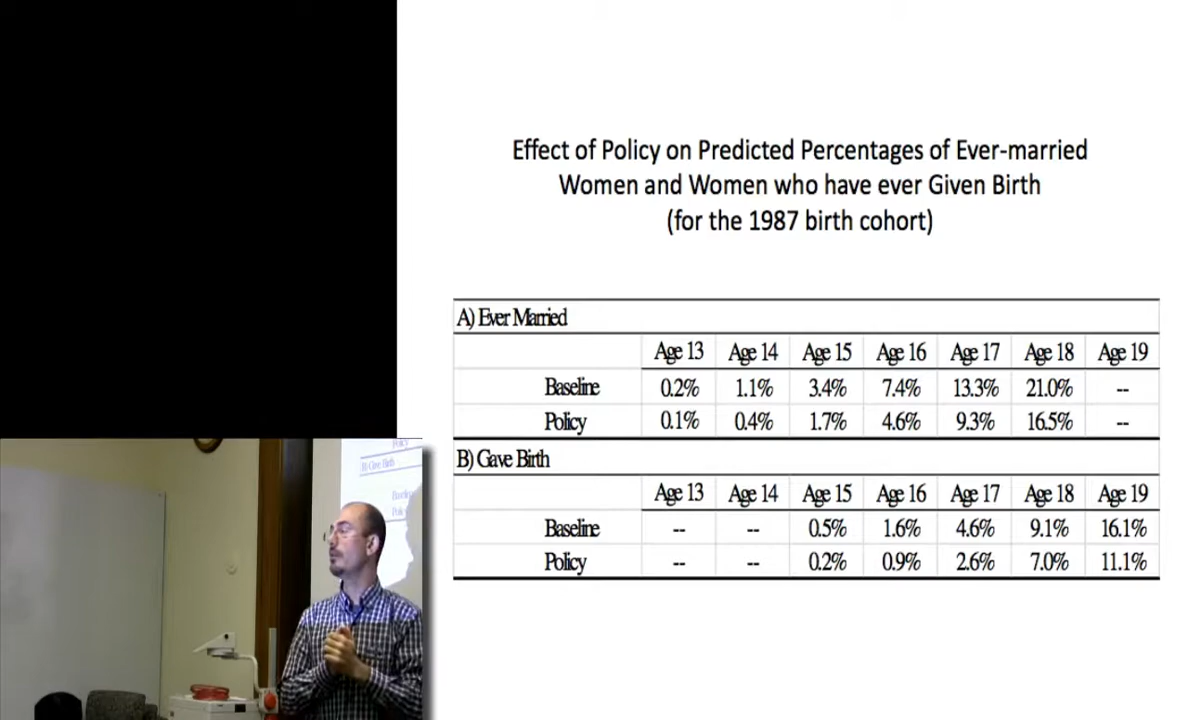 Effect of Policy on Predicted Percentages of Ever-married
Women and Women who have ever Given Birth
(for the 1987 birth cohort)
A) Ever Married
Age 13 Age 14 Age 15 Age 16 Age 17 Age 18 Age 19
Baseline 0.2% 1.1% 3.4% 7.4% 13.3% 21.0% --
Policy 0.1% 0.4% 1.7% 4.6% 9.3% 16.5% --
B) Gave Birth
Age 13 Age 14 Age 15 Age 16 Age 17 Age 18 Age 19
Baseline -- -- 0.5% 1.6% 4.6% 9.1% 16.1%
Policy -- -- 0.2% 0.9% 2.6% 7.0% 11.1%
Policy
B) Gave Birth
Policy